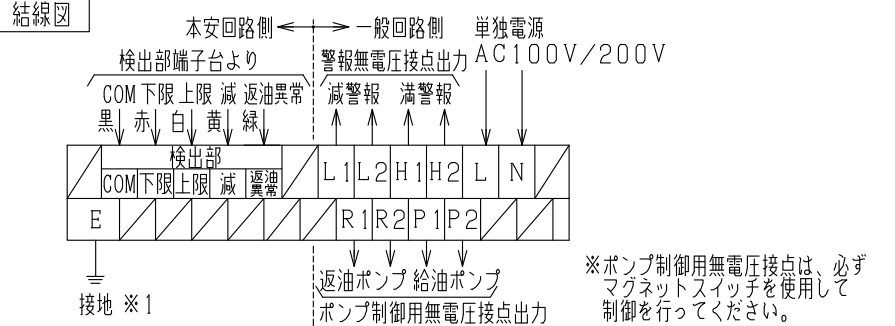 結線図
本安回路側 一般回路側 単独電源
検出部端子台より 警報無電圧接点出力 AC100V/200V
COM 下限 上限 減 返油異常 減警報 満警報
黒 赤 白 黄 緑
検出部
COM 下限 上限 減 返油異常 L1 L2 H1 H2 L N
E R1 R2 P1 P2
返油ポンプ 給油ポンプ
接地 ※1
ポンプ制御用無電圧接点出力
※ポンプ制御用無電圧接点は、必ず
マグネットスイッチを使用して
制御を行ってください。